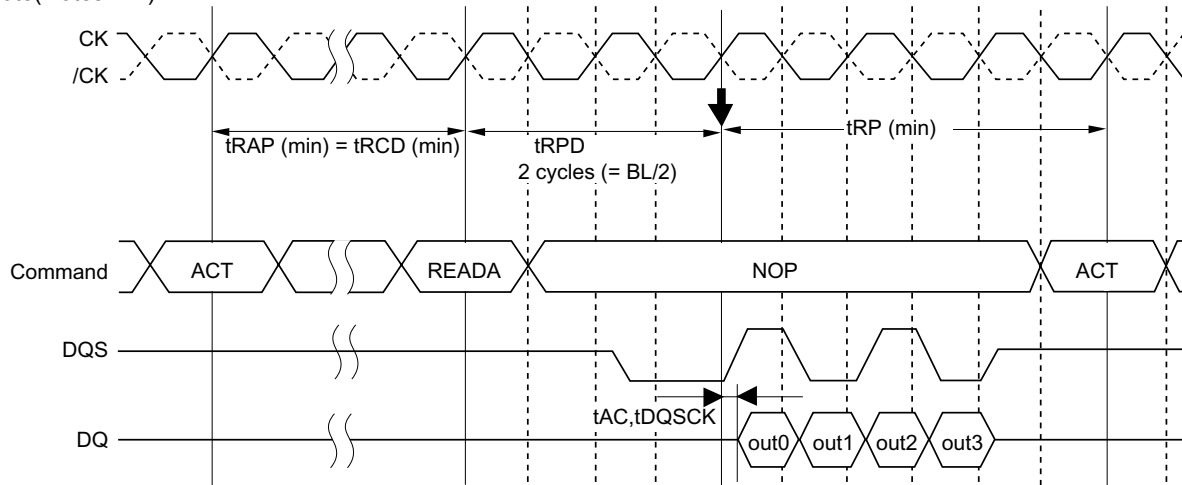 CK
/CK
tRAP (min) = tRCD (min)
tRPD
2 cycles (= BL/2)
tRP (min)
Command
ACT
READA
NOP
ACT
DQS
tAC,tDQSCK
DQ
out0
out1
out2
out3